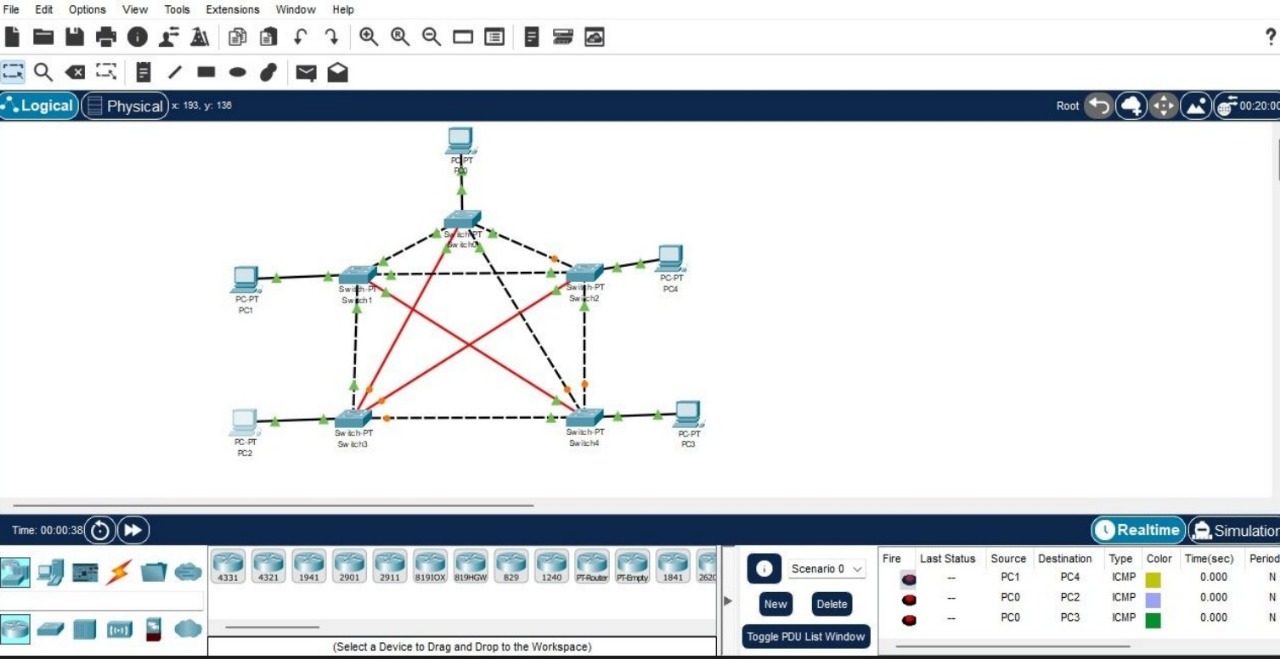 File Edit Options View Tools Extensions Window Help
?
Logical Physical x: 193, y: 136 Root 00:20:00
PC-PT
PC0
Switch-PT
Switch0
PC-PT
PC1
Switch-PT
Switch1
Switch-PT
Switch2
PC-PT
PC4
PC-PT
PC2
Switch-PT
Switch3
Switch-PT
Switch4
PC-PT
PC3
Time: 00:00:38 Realtime Simulation
4331 4321 1941 2901 2911 819IOX 819HGW 829 1240 PT-Router PT-Empty 1841 2620
(Select a Device to Drag and Drop to the Workspace)
Scenario 0
New Delete
Toggle PDU List Window
Fire Last Status Source Destination Type Color Time(sec) Period
-- PC1 PC4 ICMP 0.000 N
-- PC0 PC2 ICMP 0.000 N
-- PC0 PC3 ICMP 0.000 N